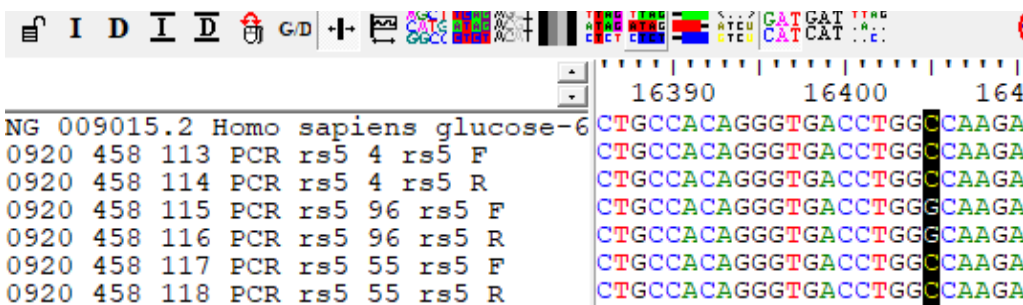 I D I D G/D
16390 16400 164
NG 009015.2 Homo sapiens glucose-6 CTGCCACAGGGTGACCTGGCCAAGA
0920 458 113 PCR rs5 4 rs5 F CTGCCACAGGGTGACCTGGCCAAGA
0920 458 114 PCR rs5 4 rs5 R CTGCCACAGGGTGACCTGGCCAAGA
0920 458 115 PCR rs5 96 rs5 F CTGCCACAGGGTGACCTGGGCAAGA
0920 458 116 PCR rs5 96 rs5 R CTGCCACAGGGTGACCTGGGCAAGA
0920 458 117 PCR rs5 55 rs5 F CTGCCACAGGGTGACCTGGCCAAGA
0920 458 118 PCR rs5 55 rs5 R CTGCCACAGGGTGACCTGGCCAAGA